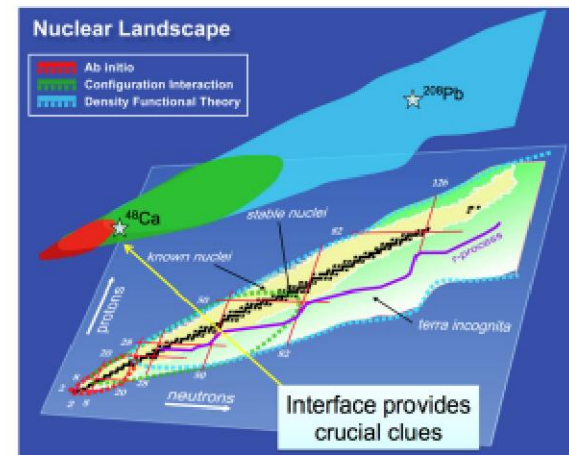 Nuclear Landscape
Ab initio
Configuration Interaction
Density Functional Theory
208Pb
48Ca
126
stable nuclei
82
known nuclei
r-process
50
protons
28
20
8
2
terra incognita
82
50
28
20
2 8
neutrons
Interface provides
crucial clues